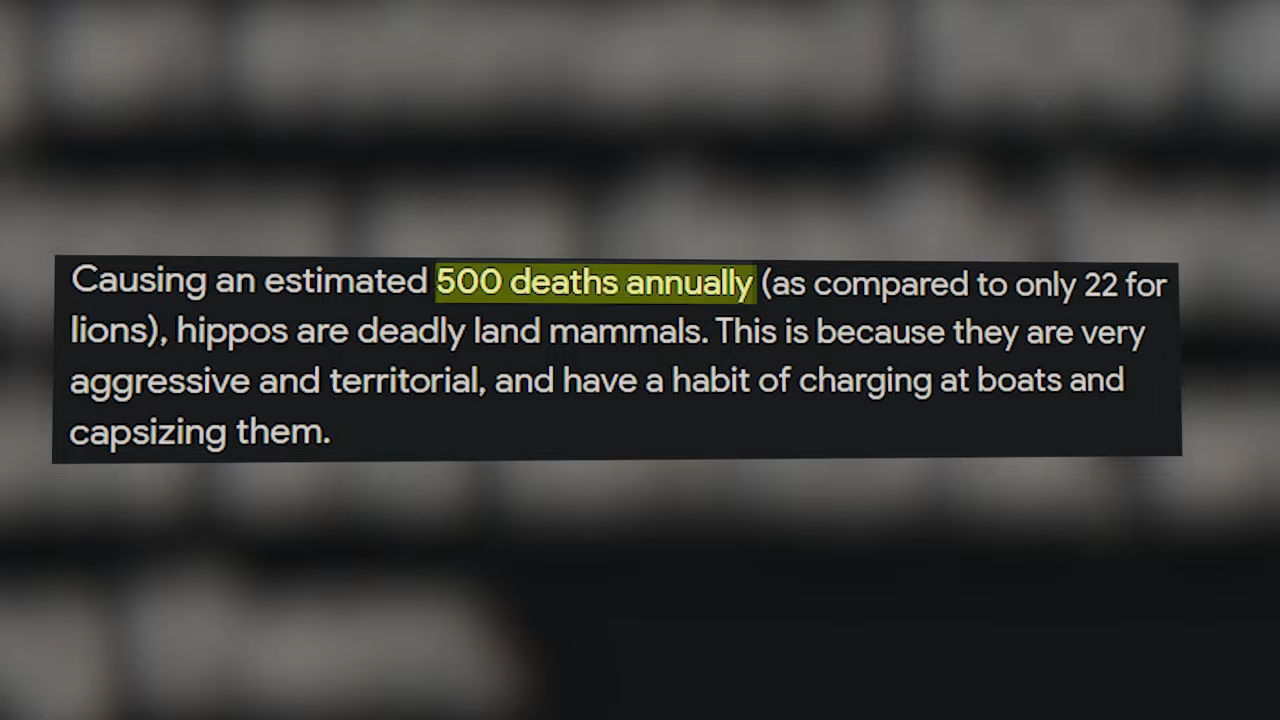 Causing an estimated 500 deaths annually (as compared to only 22 for
lions), hippos are deadly land mammals. This is because they are very
aggressive and territorial, and have a habit of charging at boats and
capsizing them.